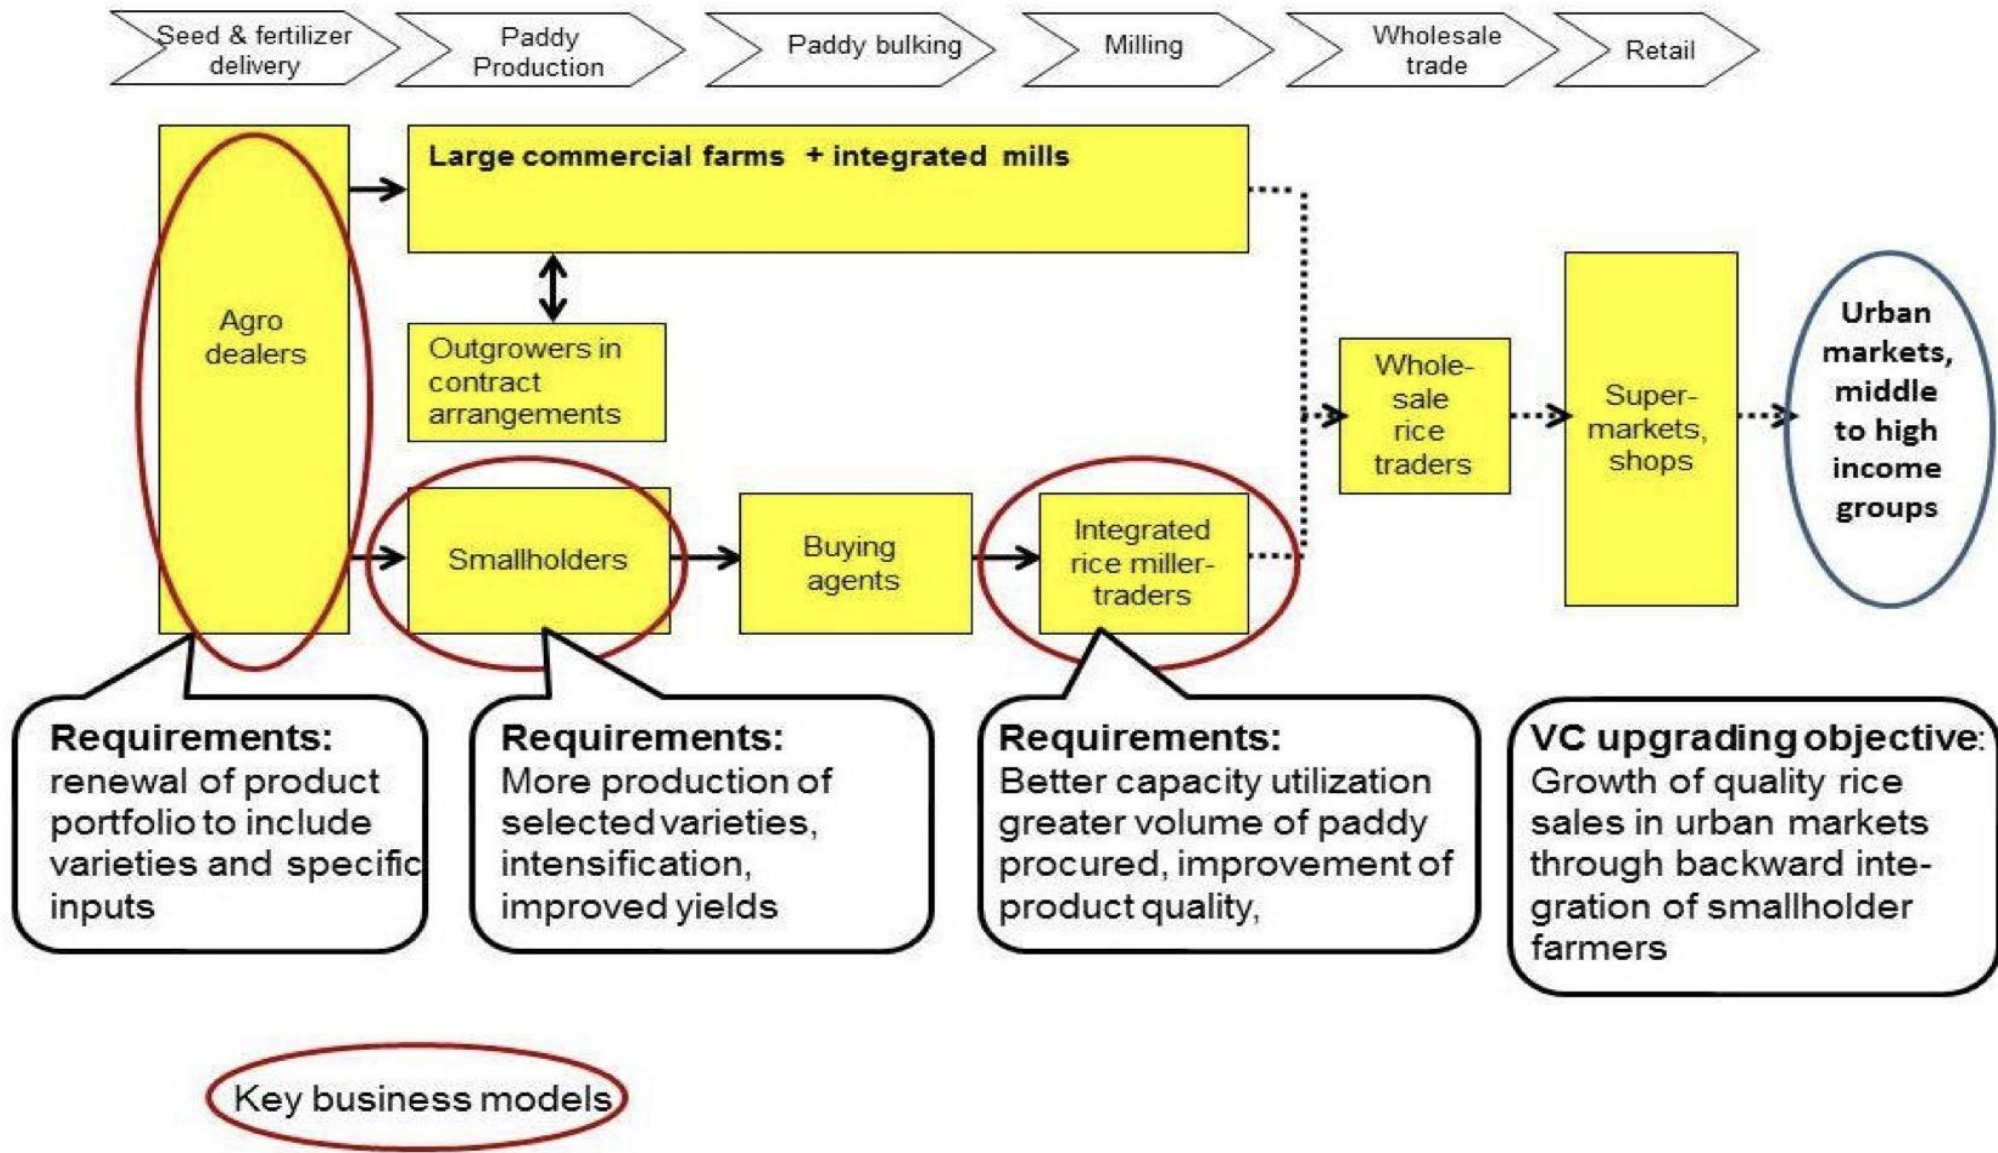 Seed & fertilizer
delivery
Paddy
Production
Paddy bulking
Milling
Wholesale
trade
Retail
Large commercial farms + integrated mills
Agro
dealers
Outgrowers in
contract
arrangements
Smallholders
Buying
agents
Integrated
rice miller-
traders
Whole-
sale
rice
traders
Super-
markets,
shops
Urban
markets,
middle
to high
income
groups
Requirements:
renewal of product
portfolio to include
varieties and specific
inputs
Requirements:
More production of
selected varieties,
intensification,
improved yields
Requirements:
Better capacity utilization
greater volume of paddy
procured, improvement of
product quality,
VC upgrading objective:
Growth of quality rice
sales in urban markets
through backward inte-
gration of smallholder
farmers
Key business models